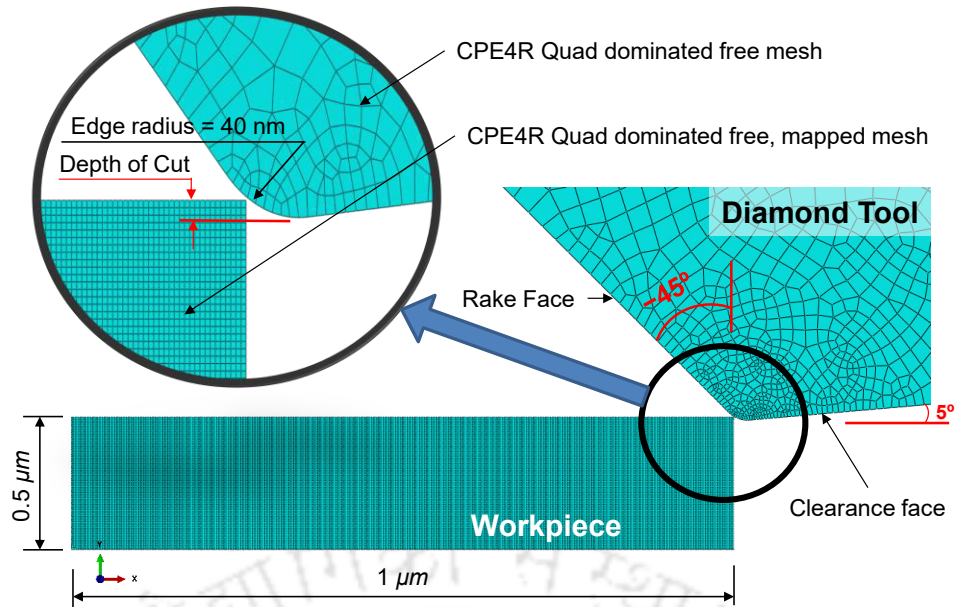 CPE4R Quad dominated free mesh
Edge radius = 40 nm
CPE4R Quad dominated free, mapped mesh
Depth of Cut
Diamond Tool
−45º
Rake Face
5º
Clearance face
0.5 µm
Workpiece
Y
X
1 µm